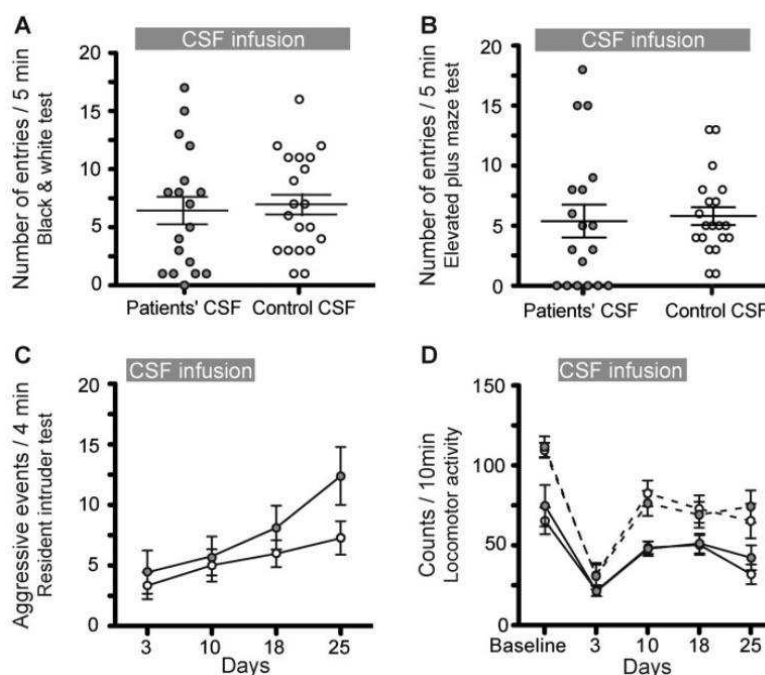 A
CSF infusion
Number of entries / 5 min
Black & white test
20
15
10
5
0
Patients' CSF
Control CSF
B
CSF infusion
Number of entries / 5 min
Elevated plus maze test
20
15
10
5
0
Patients' CSF
Control CSF
C
CSF infusion
Aggressive events / 4 min
Resident intruder test
20
15
10
5
0
3
10
18
25
Days
D
CSF infusion
Counts / 10min
Locomotor activity
150
100
50
0
Baseline
3
10
18
25
Days